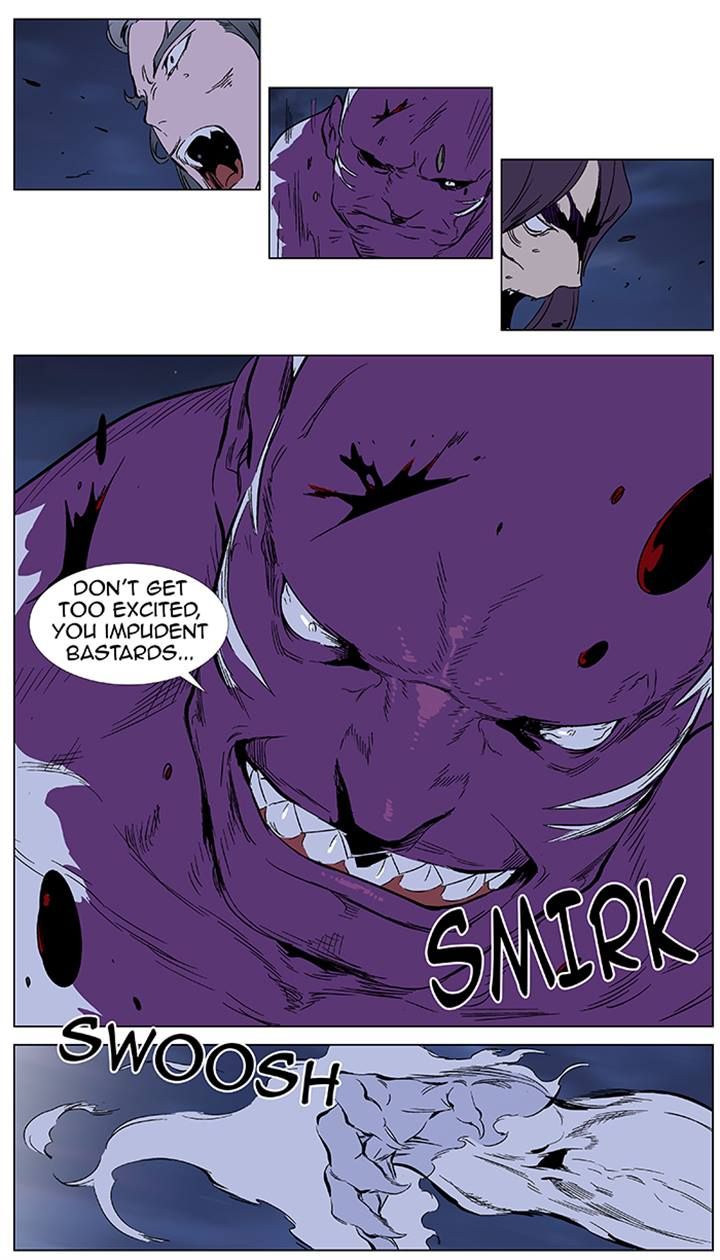 DON'T GET
TOO EXCITED,
YOU IMPUDENT
BASTARDS...
SMIRK
SWOOSH